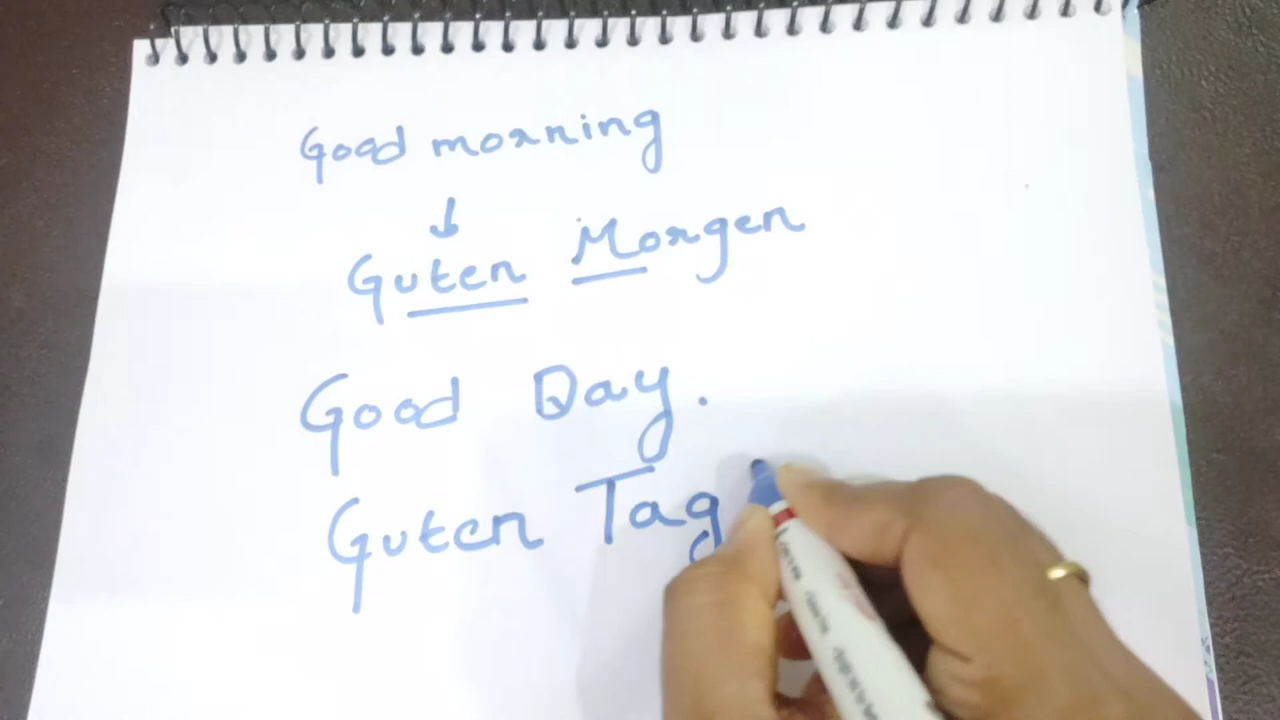 Good morning
↓
Guten Morgen
Good Day.
Guten Tag